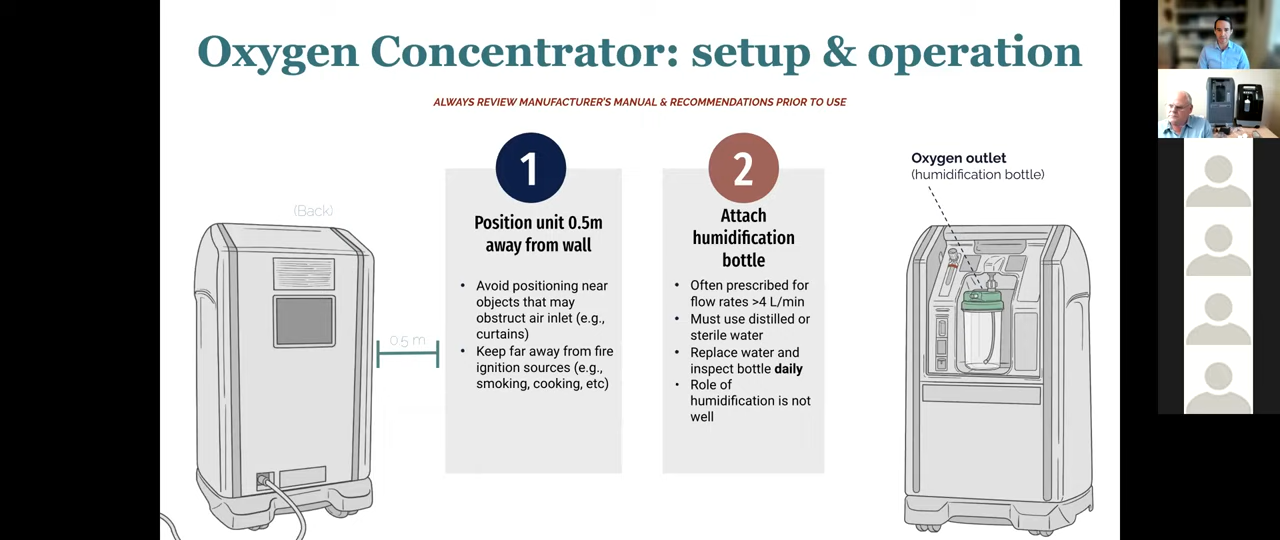 Oxygen Concentrator: setup & operation
ALWAYS REVIEW MANUFACTURER'S MANUAL & RECOMMENDATIONS PRIOR TO USE
(Back)
0.5 m
1
Position unit 0.5m
away from wall
• Avoid positioning near
objects that may
obstruct air inlet (e.g.,
curtains)
• Keep far away from fire
ignition sources (e.g.,
smoking, cooking, etc)
2
Attach
humidification
bottle
• Often prescribed for
flow rates >4 L/min
• Must use distilled or
sterile water
• Replace water and
inspect bottle daily
• Role of
humidification is not
well
Oxygen outlet
(humidification bottle)